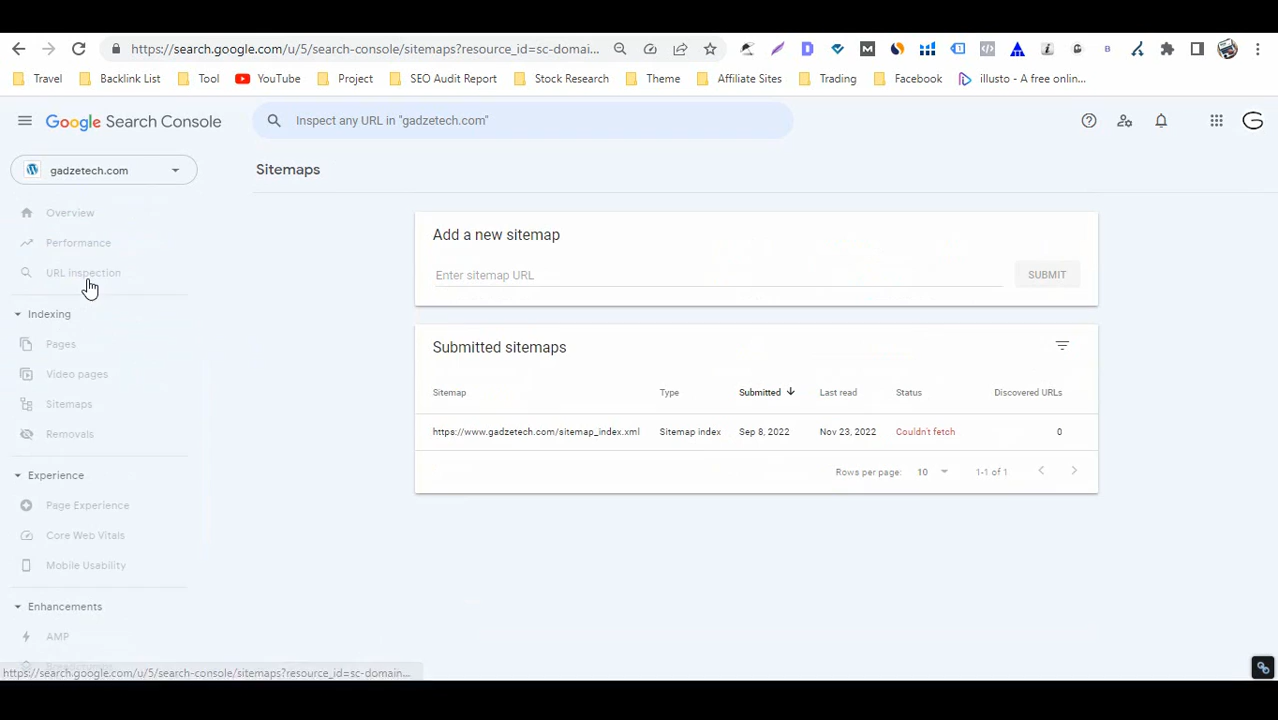 https://search.google.com/u/5/search-console/sitemaps?resource_id=sc-domai...
Travel Backlink List Tool YouTube Project SEO Audit Report Stock Research Theme Affiliate Sites Trading Facebook illusto - A free onlin...
Google Search Console
Inspect any URL in "gadzetech.com"
gadzetech.com
Sitemaps
Overview
Performance
URL inspection
Indexing
Pages
Video pages
Sitemaps
Removals
Experience
Page Experience
Core Web Vitals
Mobile Usability
Enhancements
AMP
Add a new sitemap
Enter sitemap URL
SUBMIT
Submitted sitemaps
Sitemap Type Submitted Last read Status Discovered URLs
https://www.gadzetech.com/sitemap_index.xml Sitemap index Sep 8, 2022 Nov 23, 2022 Couldn't fetch 0
Rows per page: 10 1-1 of 1
https://search.google.com/u/5/search-console/sitemaps?resource_id=sc-domain...